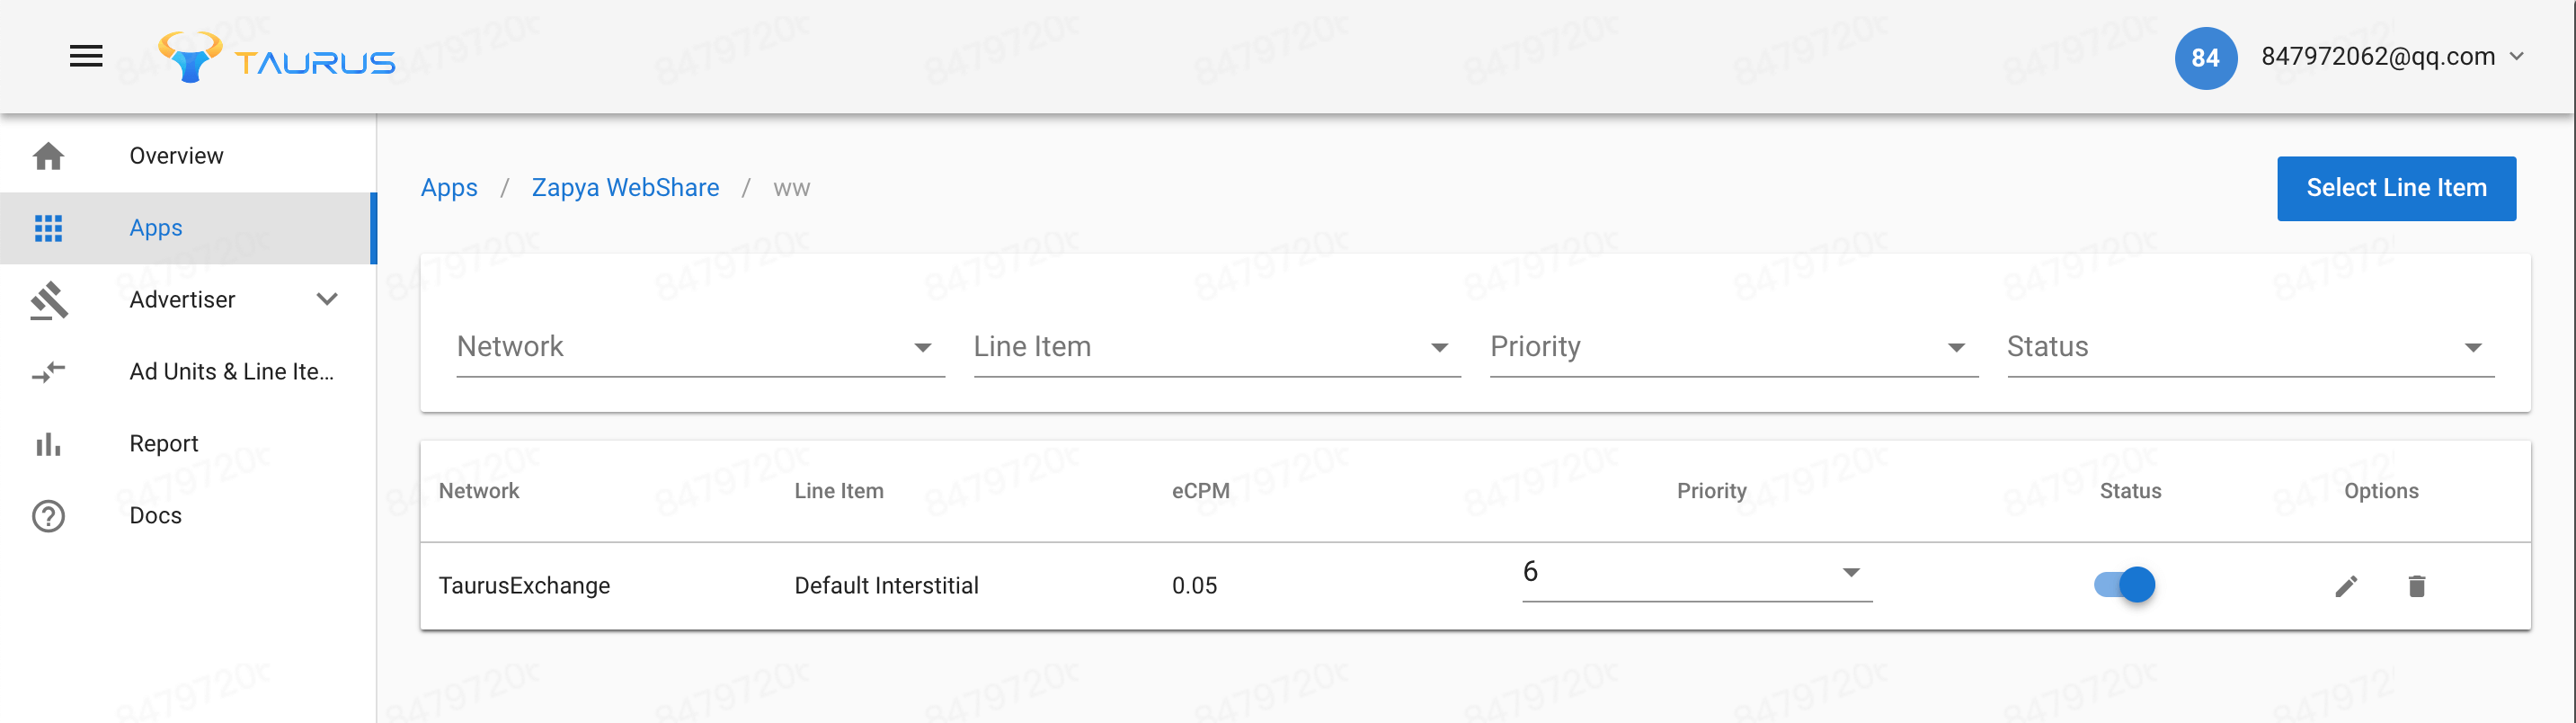 TAURUS
84
847972062@qq.com
Overview
Apps
Advertiser
Ad Units & Line Ite...
Report
Docs
Apps / Zapya WebShare / ww
Select Line Item
Network Line Item Priority Status
Network Line Item eCPM Priority Status Options
TaurusExchange Default Interstitial 0.05 6